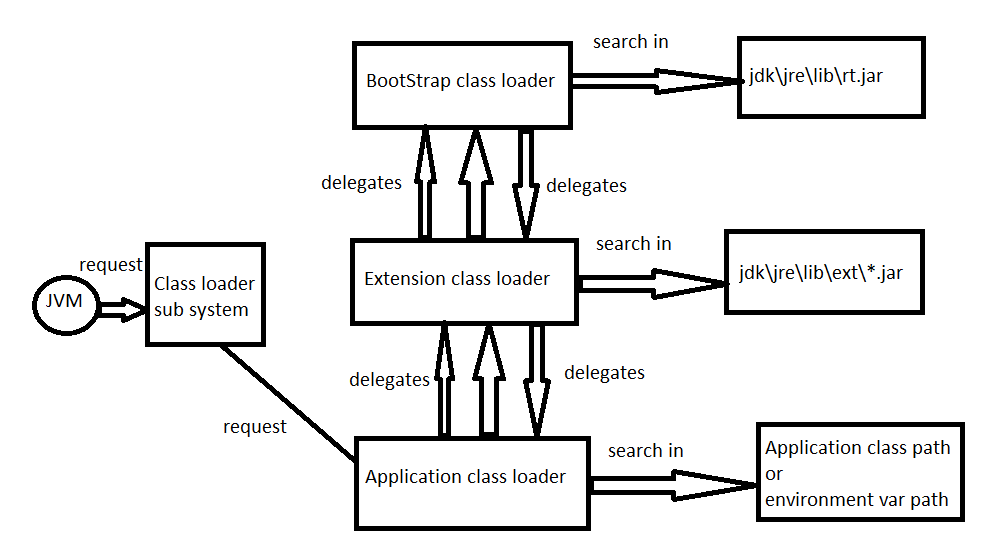 search in
BootStrap class loader
jdk\jre\lib\rt.jar
delegates
delegates
search in
request
Extension class loader
jdk\jre\lib\ext\*.jar
Class loader
sub system
JVM
delegates
delegates
request
search in
Application class loader
Application class path
or
environment var path